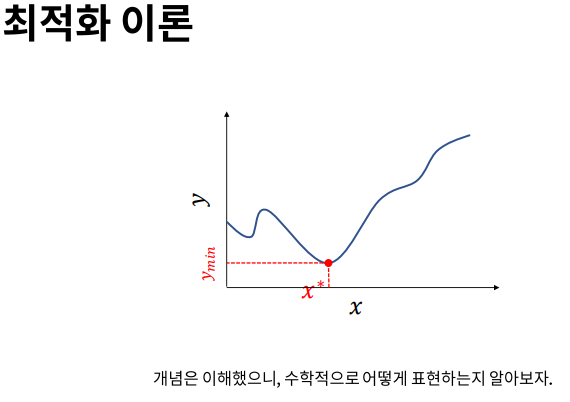 최적화 이론
y
y_min
x*
x
개념은 이해했으니, 수학적으로 어떻게 표현하는지 알아보자.